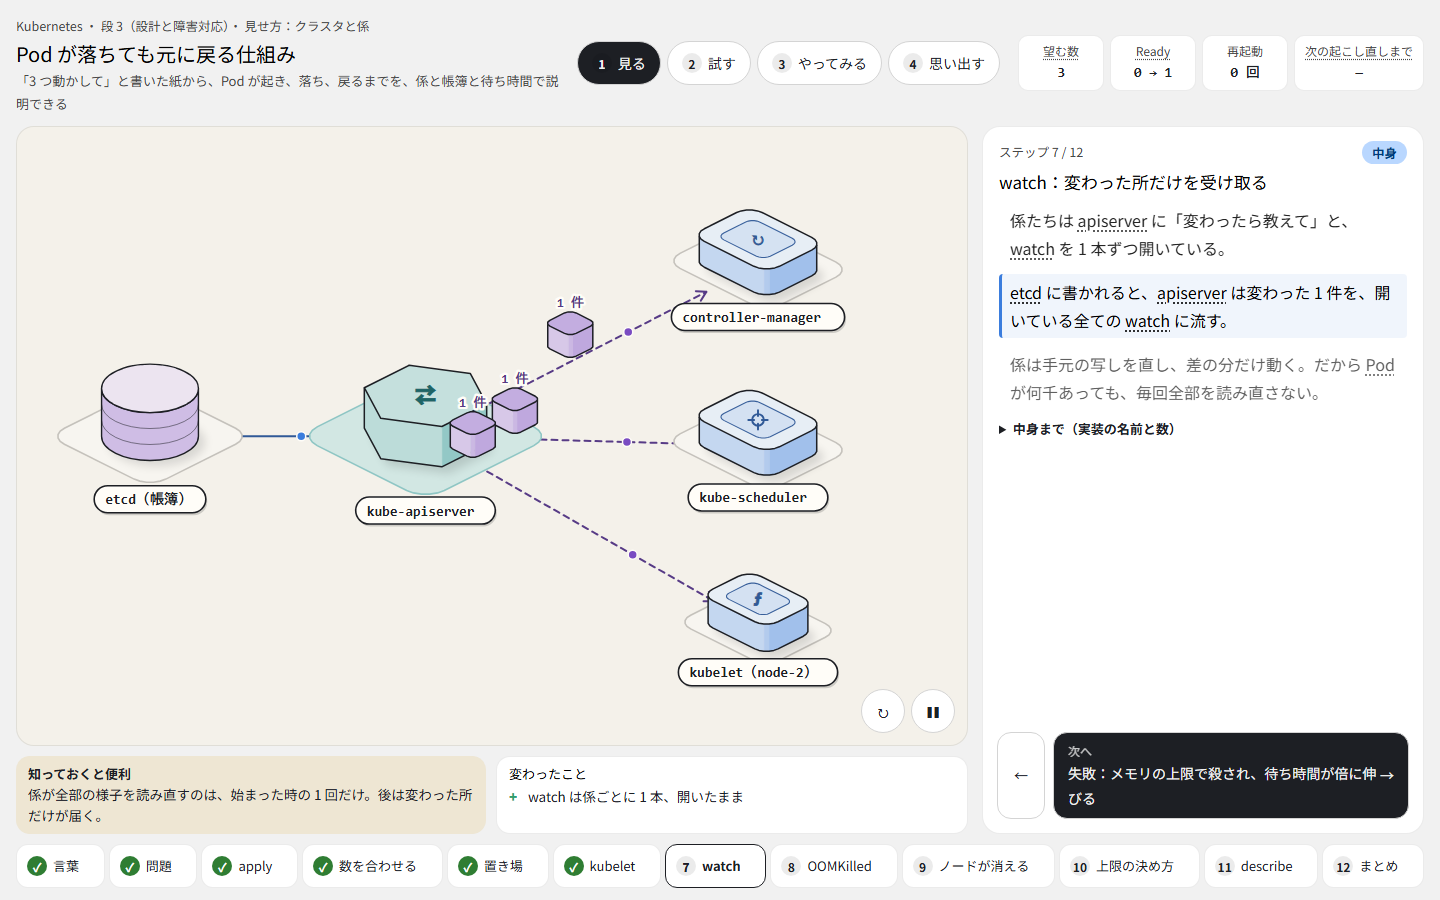 Kubernetes ・ 段 3（設計と障害対応）・ 見せ方：クラスタと係
Pod が落ちても元に戻る仕組み
「3 つ動かして」と書いた紙から、Pod が起き、落ち、戻るまでを、係と帳簿と待ち時間で説
明できる
1 見る
2 試す
3 やってみる
4 思い出す
望む数
3
Ready
0 → 1
再起動
0 回
次の起こし直しまで
—
1 件
controller-manager
1 件
1 件
etcd（帳簿）
kube-apiserver
kube-scheduler
kubelet（node-2）
ステップ 7 / 12
中身
watch：変わった所だけを受け取る
係たちは apiserver に「変わったら教えて」と、
watch を 1 本ずつ開いている。
etcd に書かれると、apiserver は変わった 1 件を、開
いている全ての watch に流す。
係は手元の写しを直し、差の分だけ動く。だから Pod
が何千あっても、毎回全部を読み直さない。
▶ 中身まで（実装の名前と数）
←
次へ
失敗：メモリの上限で殺され、待ち時間が倍に伸 →
びる
知っておくと便利
係が全部の様子を読み直すのは、始まった時の 1 回だけ。後は変わった所
だけが届く。
変わったこと
+ watch は係ごとに 1 本、開いたまま
✓ 言葉
✓ 問題
✓ apply
✓ 数を合わせる
✓ 置き場
✓ kubelet
7 watch
8 OOMKilled
9 ノードが消える
10 上限の決め方
11 describe
12 まとめ